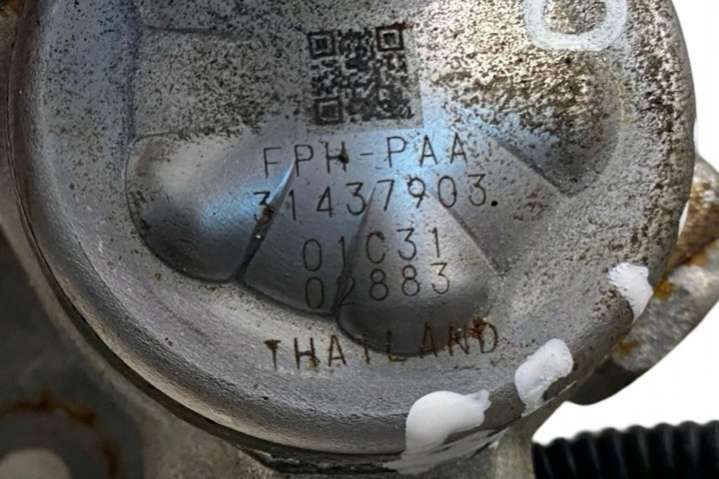 FPH-PAA
31437903
01C31
02883
THAILAND